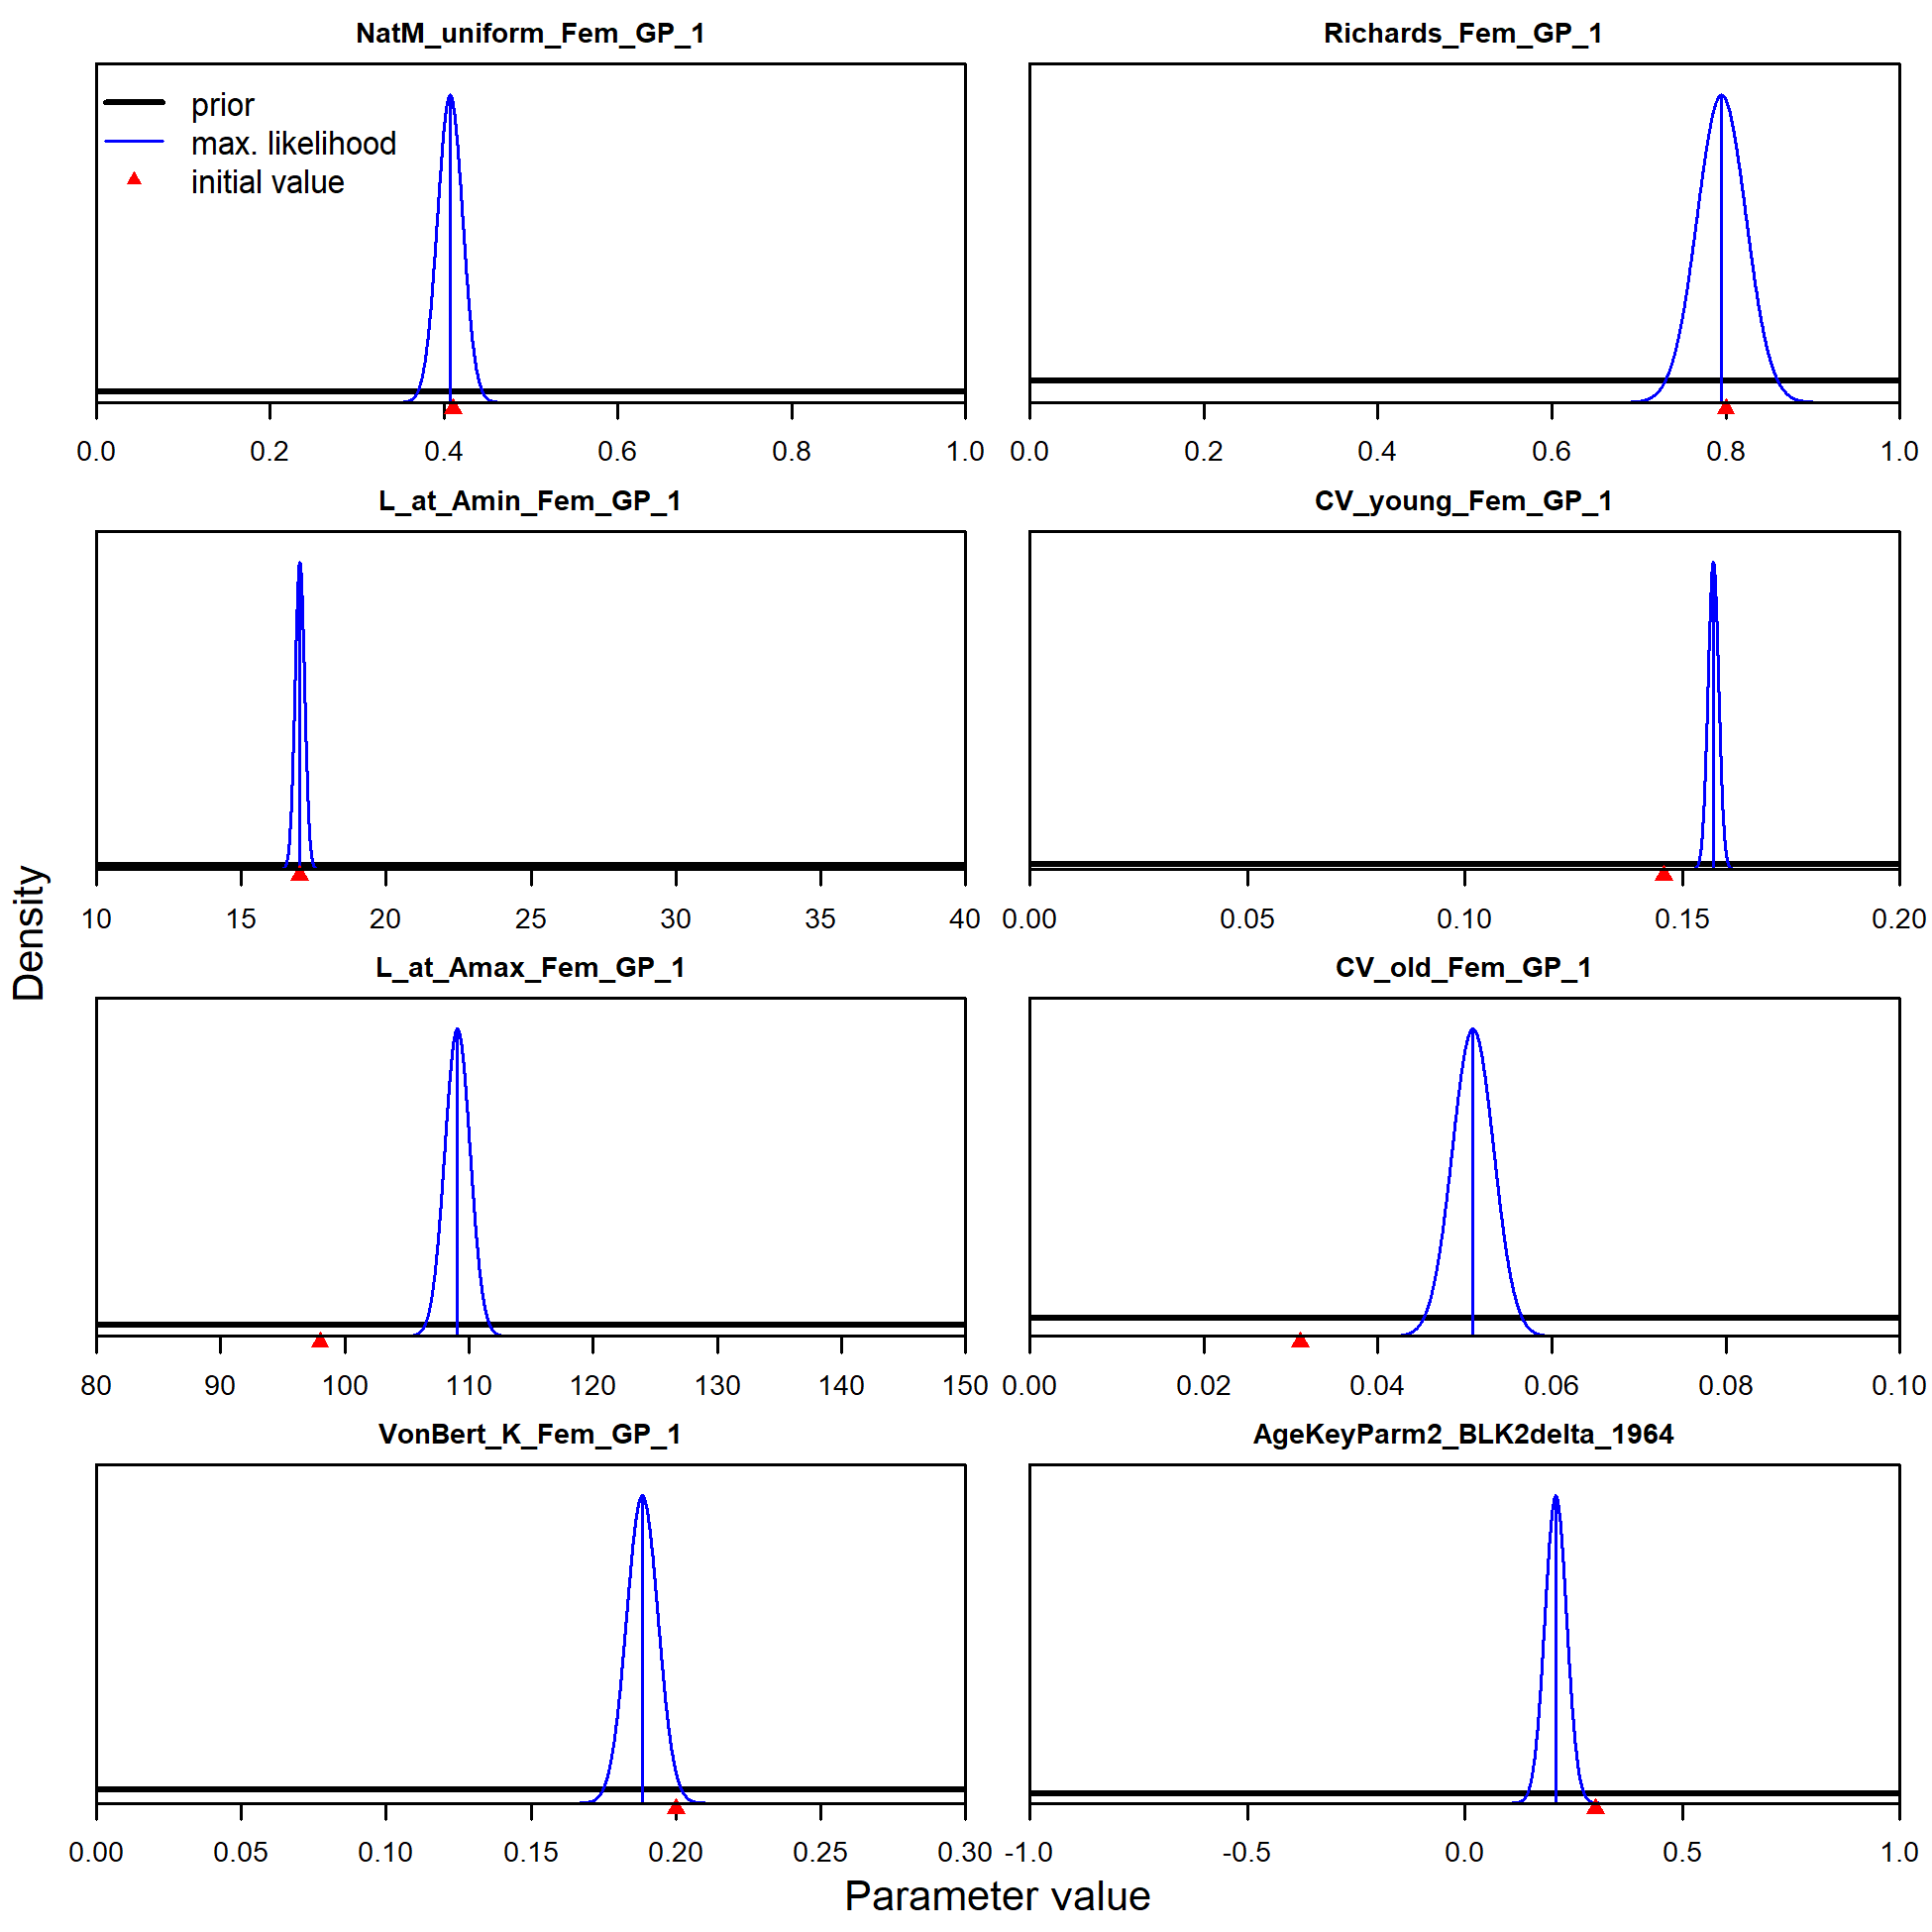 NatM_uniform_Fem_GP_1
prior
max. likelihood
initial value
0.0 0.2 0.4 0.6 0.8 1.0
Richards_Fem_GP_1
0.0 0.2 0.4 0.6 0.8 1.0
L_at_Amin_Fem_GP_1
10 15 20 25 30 35 40
CV_young_Fem_GP_1
0.00 0.05 0.10 0.15 0.20
L_at_Amax_Fem_GP_1
80 90 100 110 120 130 140 150
CV_old_Fem_GP_1
0.00 0.02 0.04 0.06 0.08 0.10
VonBert_K_Fem_GP_1
0.00 0.05 0.10 0.15 0.20 0.25 0.30
AgeKeyParm2_BLK2delta_1964
-1.0 -0.5 0.0 0.5 1.0
Density
Parameter value